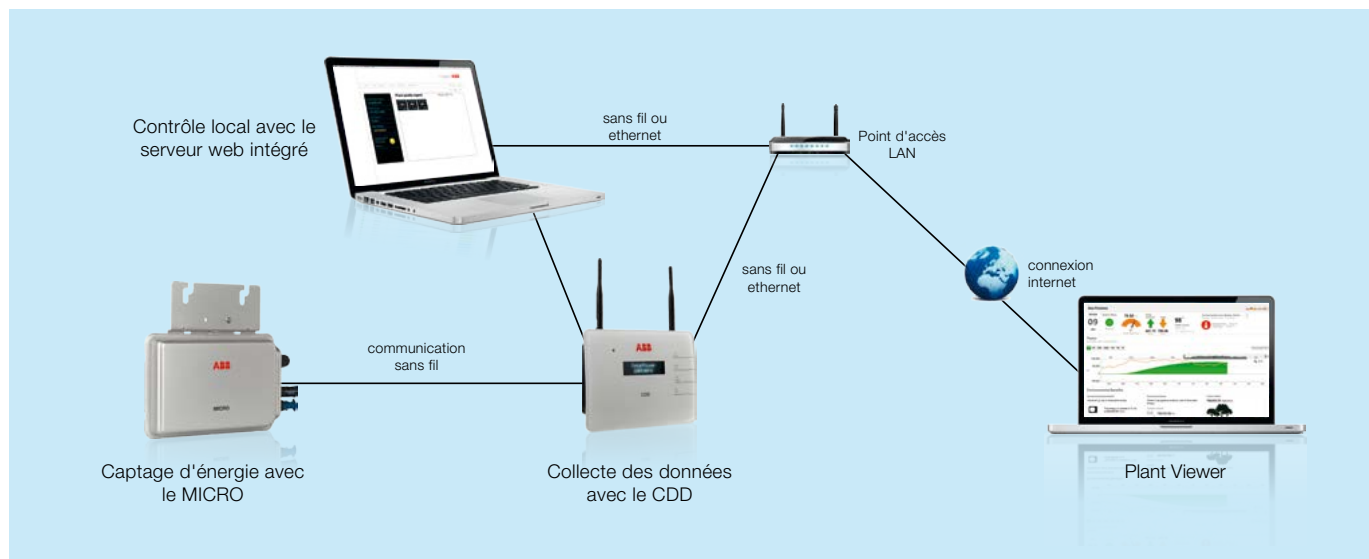 ABB
Contrôle local avec le
serveur web intégré
sans fil ou
ethernet
Point d'accès
LAN
sans fil ou
ethernet
connexion
internet
communication
sans fil
ABB
MICRO
ABB
CDD
Captage d'énergie avec
le MICRO
Collecte des données
avec le CDD
Plant Viewer